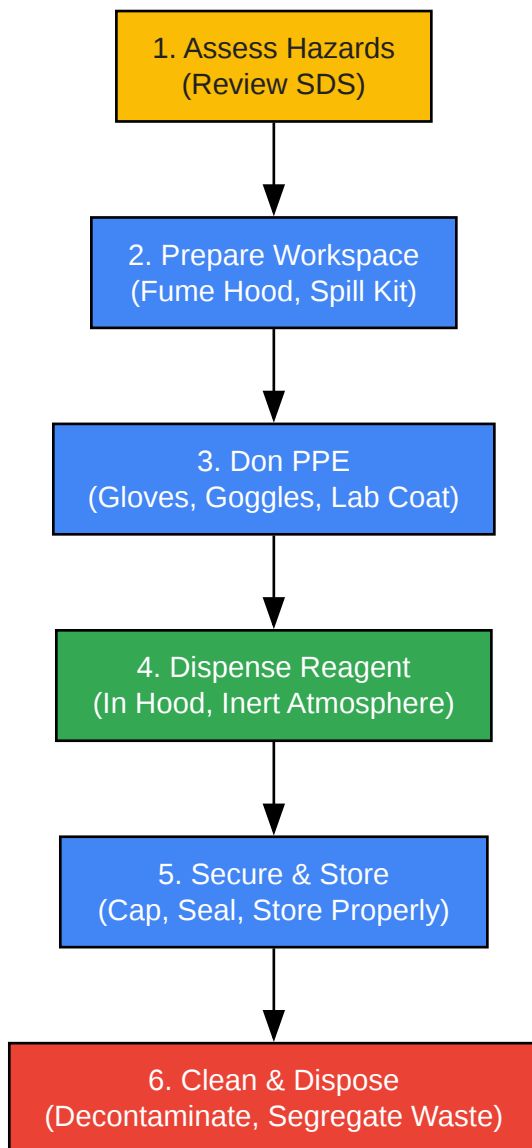 1. Assess Hazards
(Review SDS)
2. Prepare Workspace
(Fume Hood, Spill Kit)
3. Don PPE
(Gloves, Goggles, Lab Coat)
4. Dispense Reagent
(In Hood, Inert Atmosphere)
5. Secure & Store
(Cap, Seal, Store Properly)
6. Clean & Dispose
(Decontaminate, Segregate Waste)